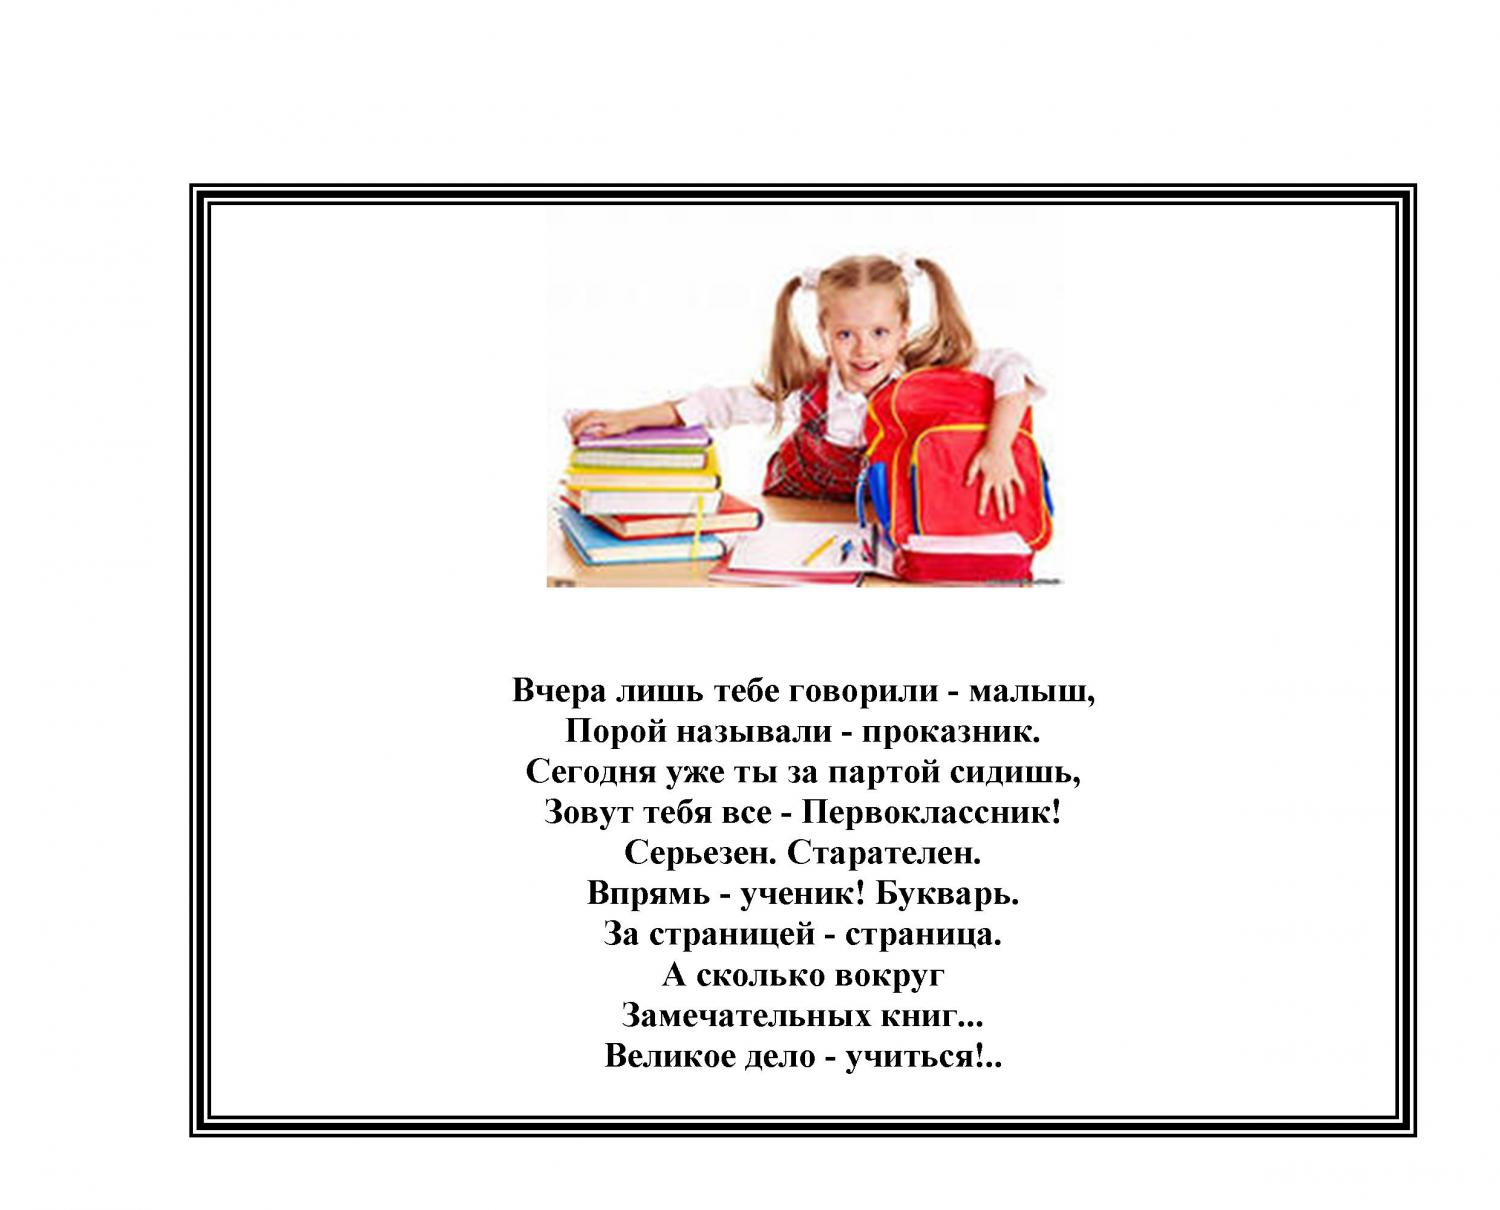 Вчера лишь тебе говорили - малыш,
Порой называли - проказник.
Сегодня уже ты за партой сидишь,
Зовут тебя все - Первоклассник!
Серьезен. Старателен.
Впрямь - ученик! Букварь.
За страницей - страница.
А сколько вокруг
Замечательных книг...
Великое дело - учиться!..